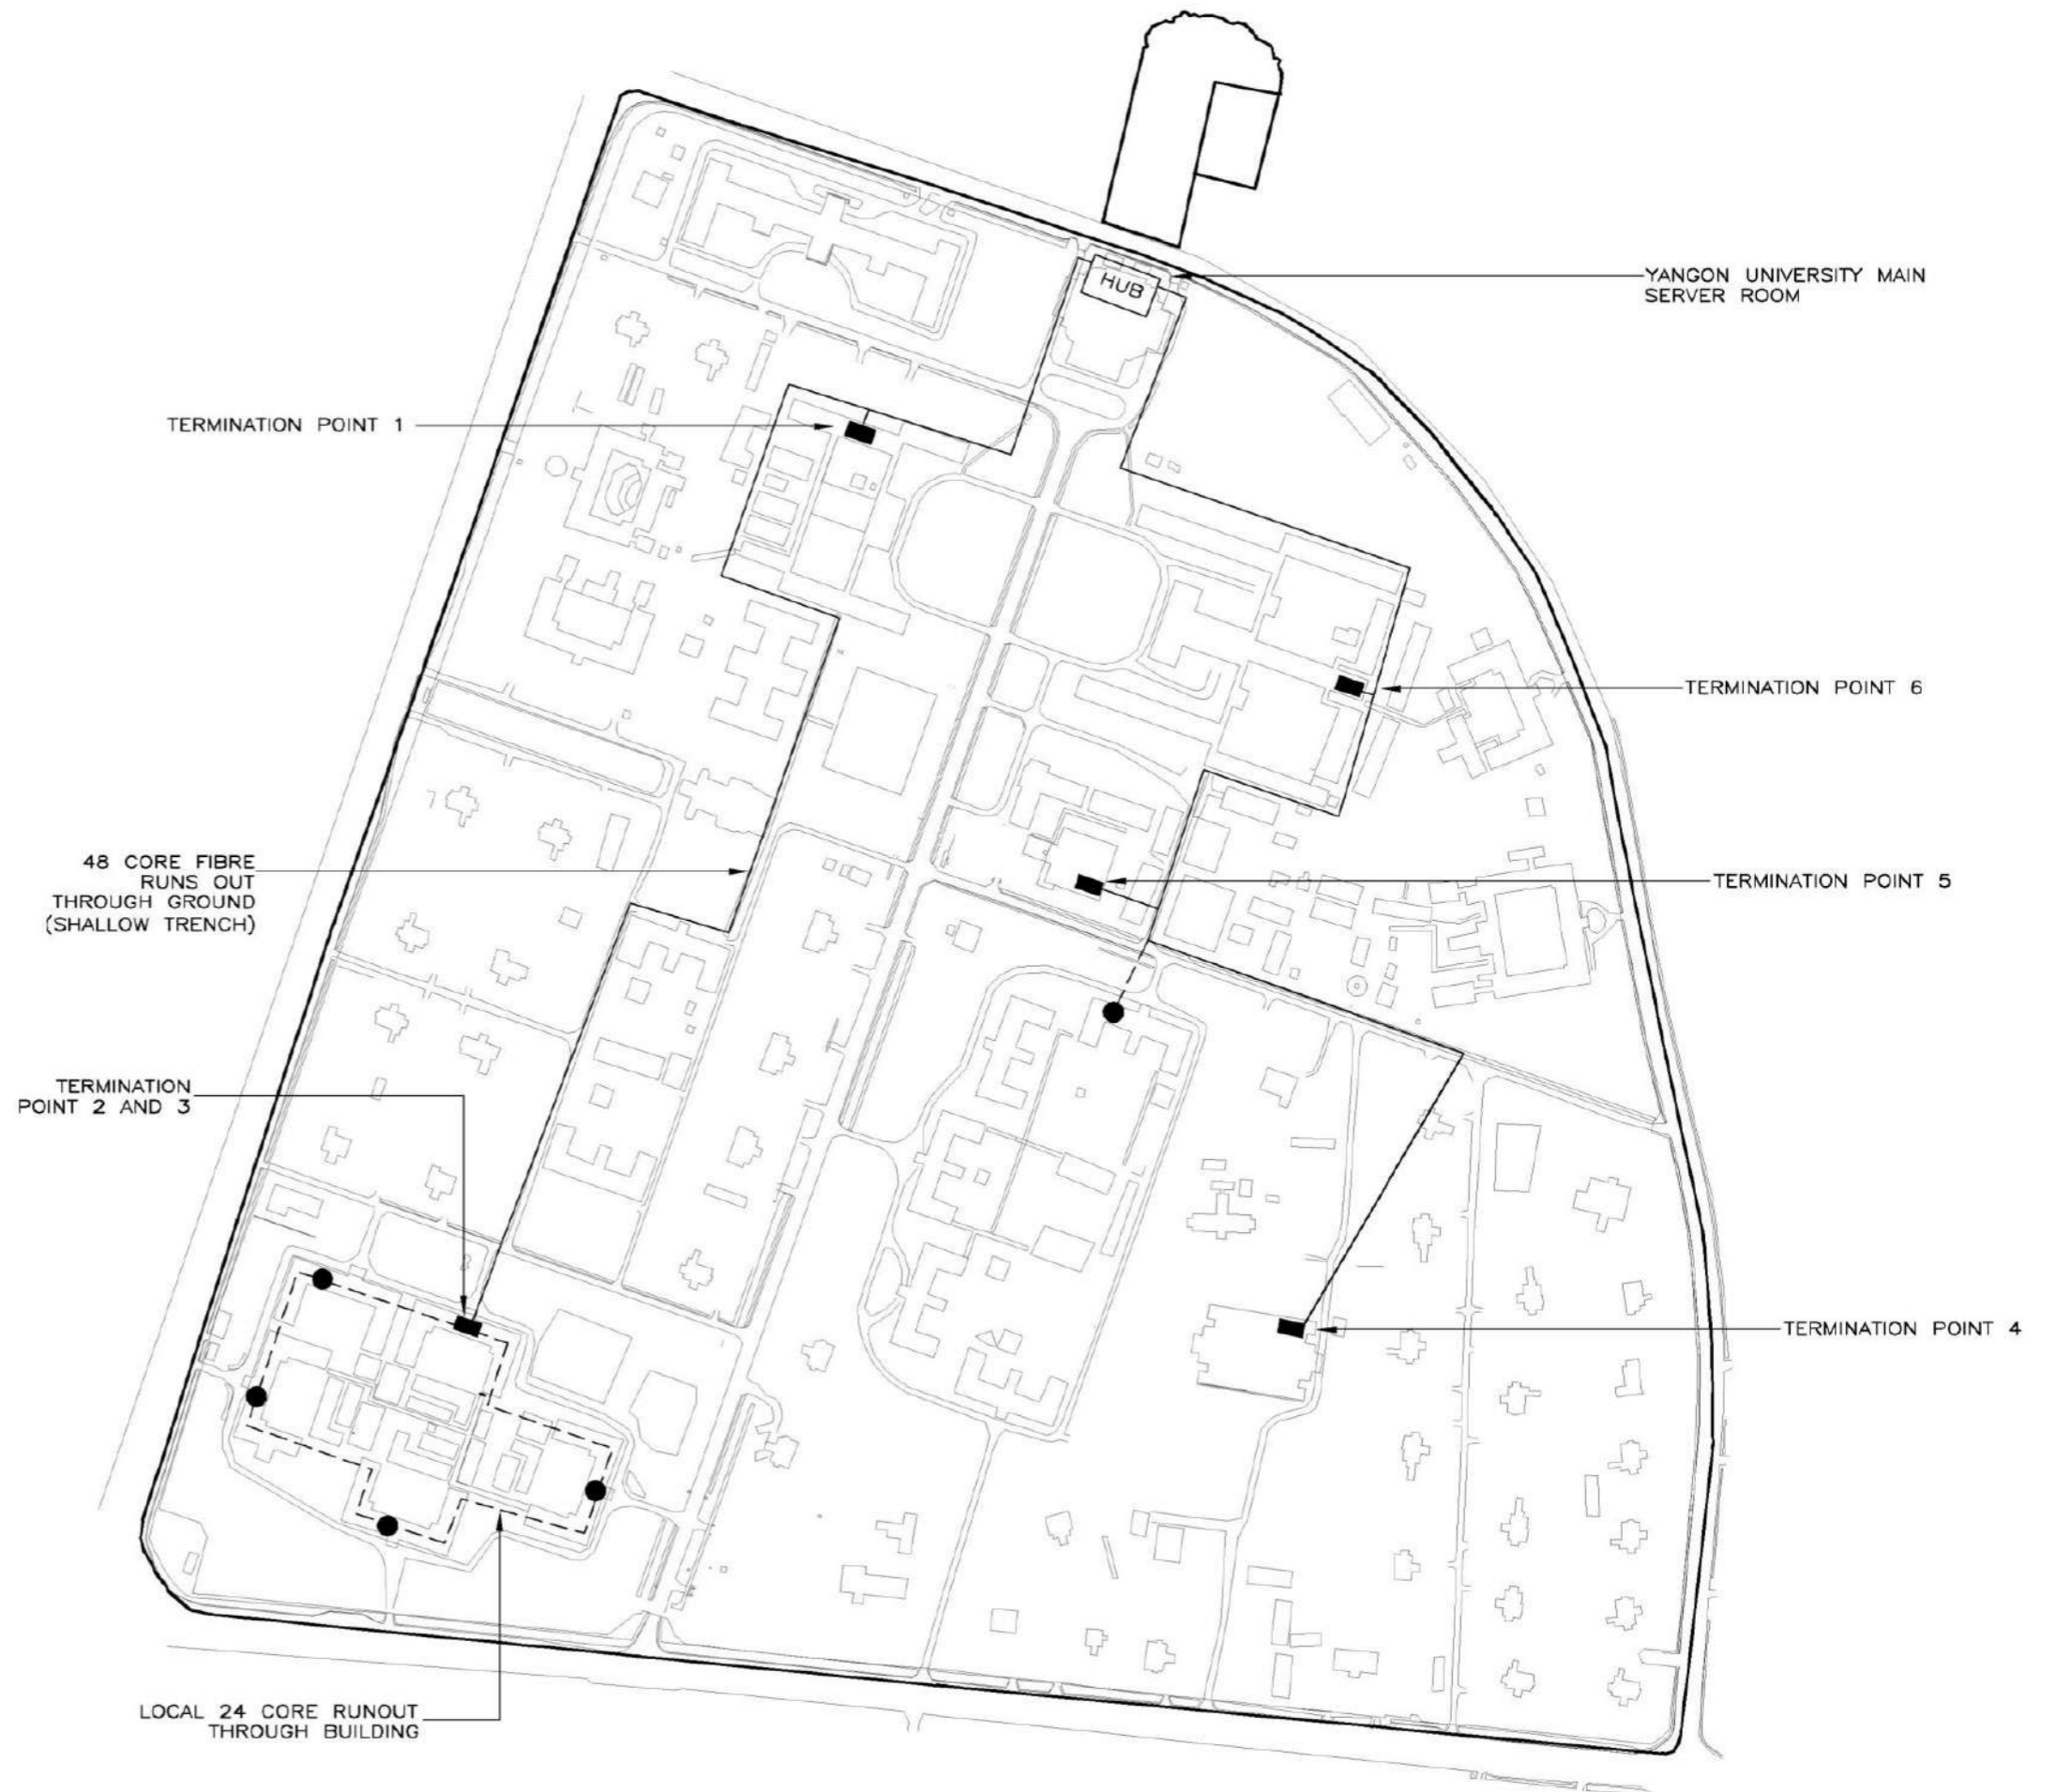 HUB
YANGON UNIVERSITY MAIN
SERVER ROOM
TERMINATION POINT 1
TERMINATION POINT 6
48 CORE FIBRE
RUNS OUT
THROUGH GROUND
(SHALLOW TRENCH)
TERMINATION POINT 5
TERMINATION
POINT 2 AND 3
TERMINATION POINT 4
LOCAL 24 CORE RUNOUT
THROUGH BUILDING